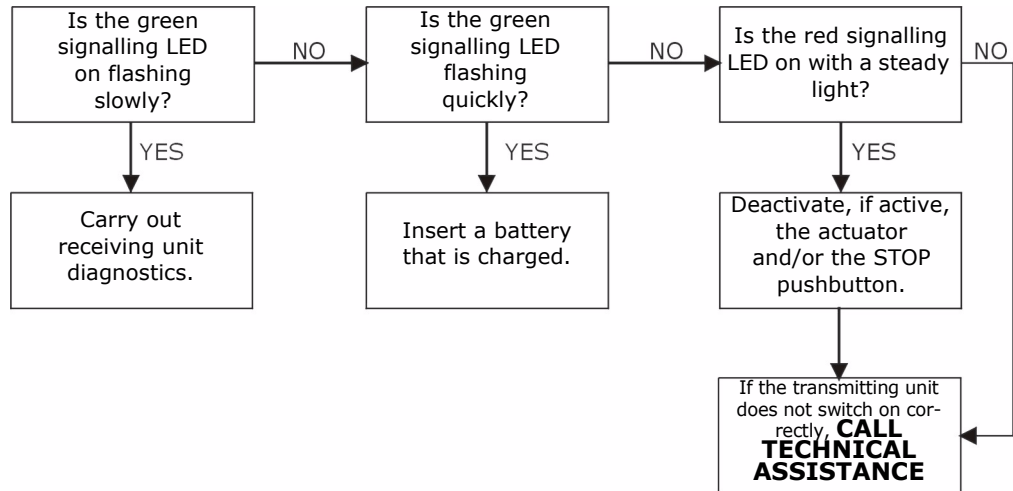 Is the green
signalling LED
on flashing
slowly?
NO
Is the green
signalling LED
flashing
quickly?
NO
Is the red signalling
LED on with a steady
light?
NO
YES
YES
YES
Carry out
receiving unit
diagnostics.
Insert a battery
that is charged.
Deactivate, if active,
the actuator
and/or the STOP
pushbutton.
If the transmitting unit
does not switch on cor-
rectly, CALL
TECHNICAL
ASSISTANCE